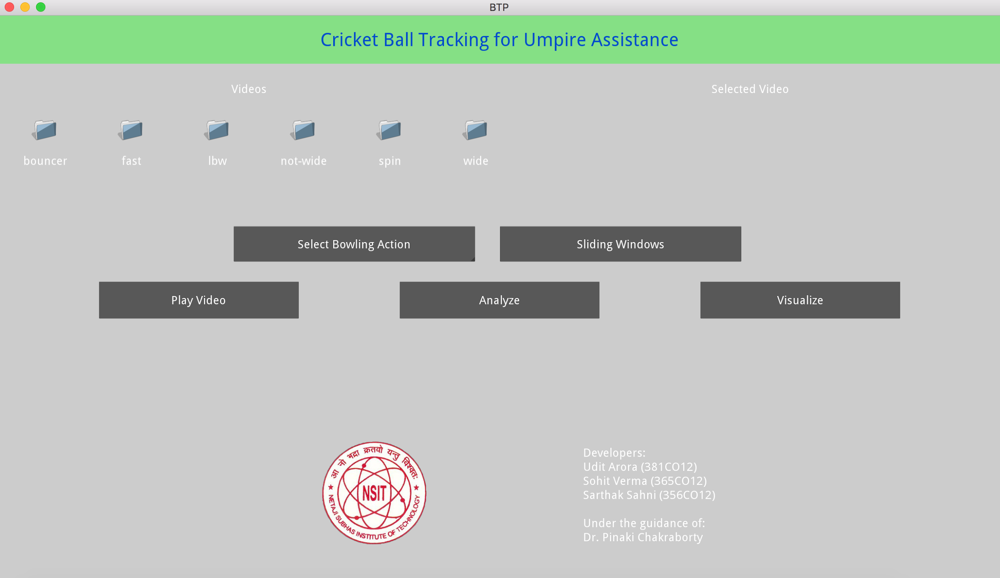 BTP
Cricket Ball Tracking for Umpire Assistance
Videos
Selected Video
bouncer
fast
lbw
not-wide
spin
wide
Select Bowling Action
Sliding Windows
Play Video
Analyze
Visualize
आ नो भद्रा क्रतवो यन्तु विश्वतः
NSIT
NETAJI SUBHAS INSTITUTE OF TECHNOLOGY
Developers:
Udit Arora (381CO12)
Sohit Verma (365CO12)
Sarthak Sahni (356CO12)
Under the guidance of:
Dr. Pinaki Chakraborty